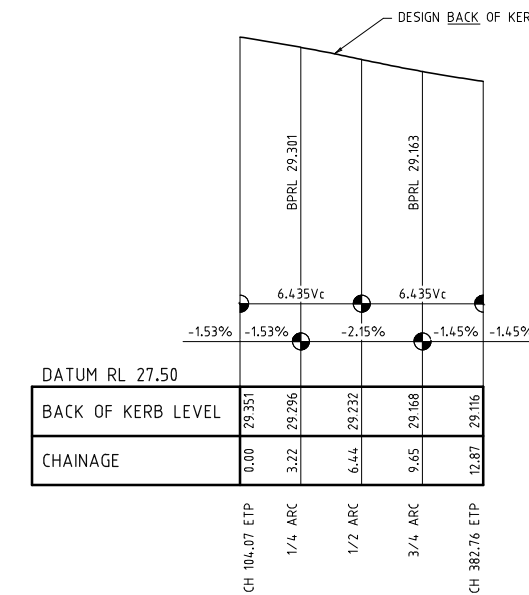 DESIGN BACK OF KER
BPRL 29.301
BPRL 29.163
6.435Vc
6.435Vc
-1.53%
-1.53%
-2.15%
-1.45%
-1.45%
DATUM RL 27.50
BACK OF KERB LEVEL
29.351
29.296
29.232
29.168
29.116
CHAINAGE
0.00
3.22
6.44
9.65
12.87
CH 104.07 ETP
1/4 ARC
1/2 ARC
3/4 ARC
CH 382.76 ETP